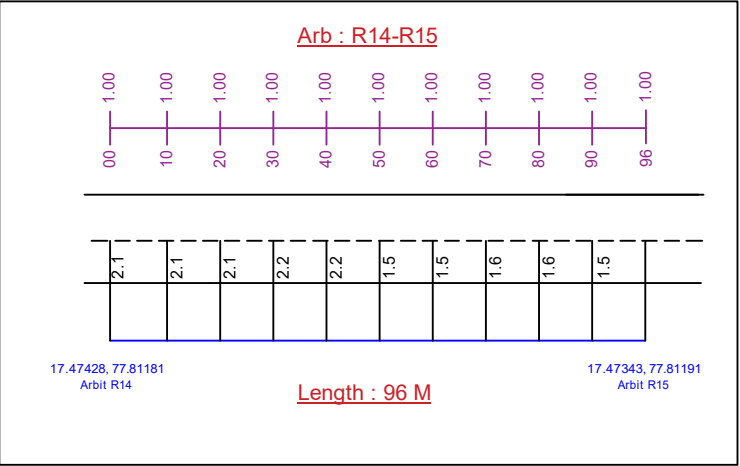 Arb : R14-R15
1.00 1.00 1.00 1.00 1.00 1.00 1.00 1.00 1.00 1.00 1.00
00 10 20 30 40 50 60 70 80 90 96
2.1 2.1 2.1 2.2 2.2 1.5 1.5 1.6 1.6 1.5
17.47428, 77.81181
Arbit R14
17.47343, 77.81191
Arbit R15
Length : 96 M